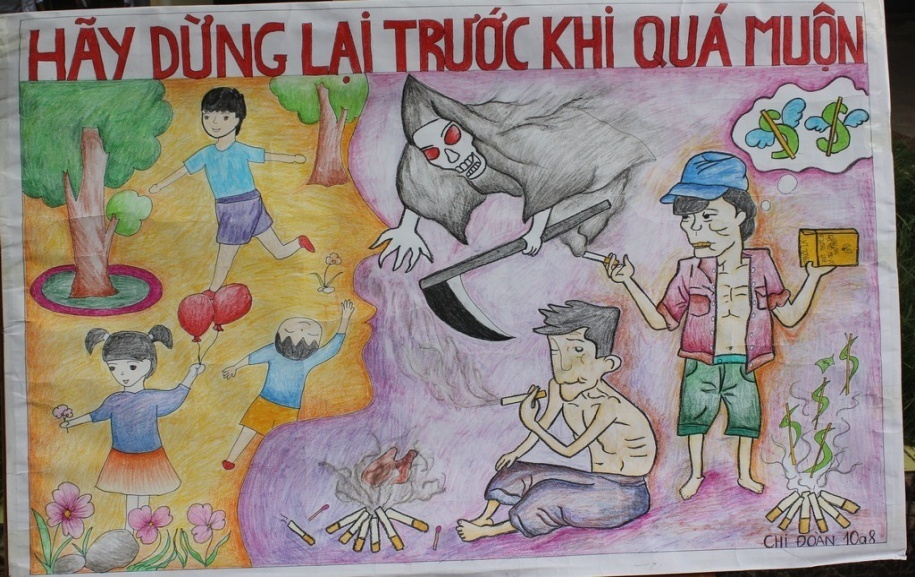 HÃY DỪNG LẠI TRƯỚC KHI QUÁ MUỘN
$ $
$ $ $ $
CHI ĐOÀN 10a8